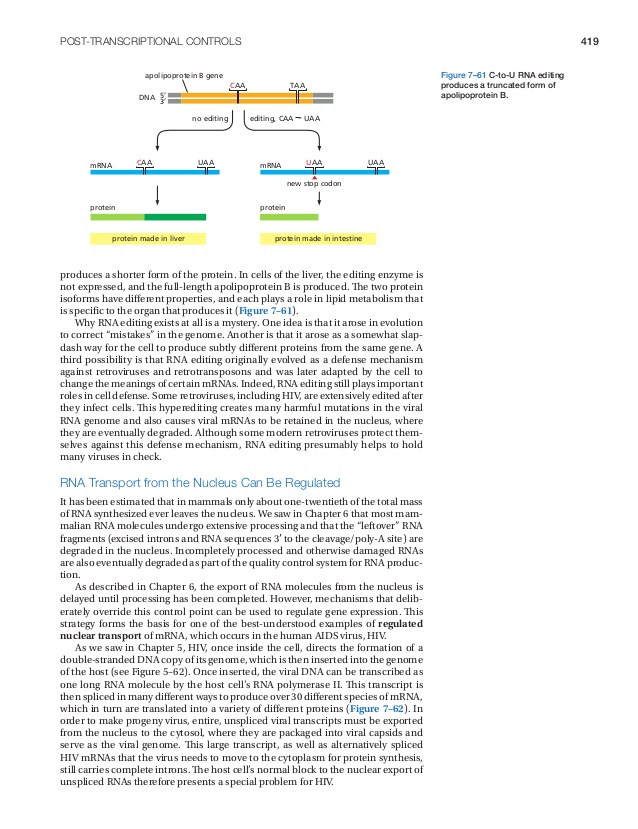 POST-TRANSCRIPTIONAL CONTROLS
419
apolipoprotein B gene
CAA
TAA
DNA 5′
3′
no editing
editing, CAA → UAA
mRNA
CAA
UAA
mRNA
UAA
UAA
new stop codon
protein
protein
protein made in liver
protein made in intestine
Figure 7–61 C-to-U RNA editing
produces a truncated form of
apolipoprotein B.
produces a shorter form of the protein. In cells of the liver, the editing enzyme is
not expressed, and the full-length apolipoprotein B is produced. The two protein
isoforms have different properties, and each plays a role in lipid metabolism that
is specific to the organ that produces it (Figure 7–61).
Why RNA editing exists at all is a mystery. One idea is that it arose in evolution
to correct “mistakes” in the genome. Another is that it arose as a somewhat slap-
dash way for the cell to produce subtly different proteins from the same gene. A
third possibility is that RNA editing originally evolved as a defense mechanism
against retroviruses and retrotransposons and was later adapted by the cell to
change the meanings of certain mRNAs. Indeed, RNA editing still plays important
roles in cell defense. Some retroviruses, including HIV, are extensively edited after
they infect cells. This hyperediting creates many harmful mutations in the viral
RNA genome and also causes viral mRNAs to be retained in the nucleus, where
they are eventually degraded. Although some modern retroviruses protect them-
selves against this defense mechanism, RNA editing presumably helps to hold
many viruses in check.
RNA Transport from the Nucleus Can Be Regulated
It has been estimated that in mammals only about one-twentieth of the total mass
of RNA synthesized ever leaves the nucleus. We saw in Chapter 6 that most mam-
malian RNA molecules undergo extensive processing and that the “leftover” RNA
fragments (excised introns and RNA sequences 3′ to the cleavage/poly-A site) are
degraded in the nucleus. Incompletely processed and otherwise damaged RNAs
are also eventually degraded as part of the quality control system for RNA produc-
tion.
As described in Chapter 6, the export of RNA molecules from the nucleus is
delayed until processing has been completed. However, mechanisms that delib-
erately override this control point can be used to regulate gene expression. This
strategy forms the basis for one of the best-understood examples of regulated
nuclear transport of mRNA, which occurs in the human AIDS virus, HIV.
As we saw in Chapter 5, HIV, once inside the cell, directs the formation of a
double-stranded DNA copy of its genome, which is then inserted into the genome
of the host (see Figure 5–62). Once inserted, the viral DNA can be transcribed as
one long RNA molecule by the host cell’s RNA polymerase II. This transcript is
then spliced in many different ways to produce over 30 different species of mRNA,
which in turn are translated into a variety of different proteins (Figure 7–62). In
order to make progeny virus, entire, unspliced viral transcripts must be exported
from the nucleus to the cytosol, where they are packaged into viral capsids and
serve as the viral genome. This large transcript, as well as alternatively spliced
HIV mRNAs that the virus needs to move to the cytoplasm for protein synthesis,
still carries complete introns. The host cell’s normal block to the nuclear export of
unspliced RNAs therefore presents a special problem for HIV.